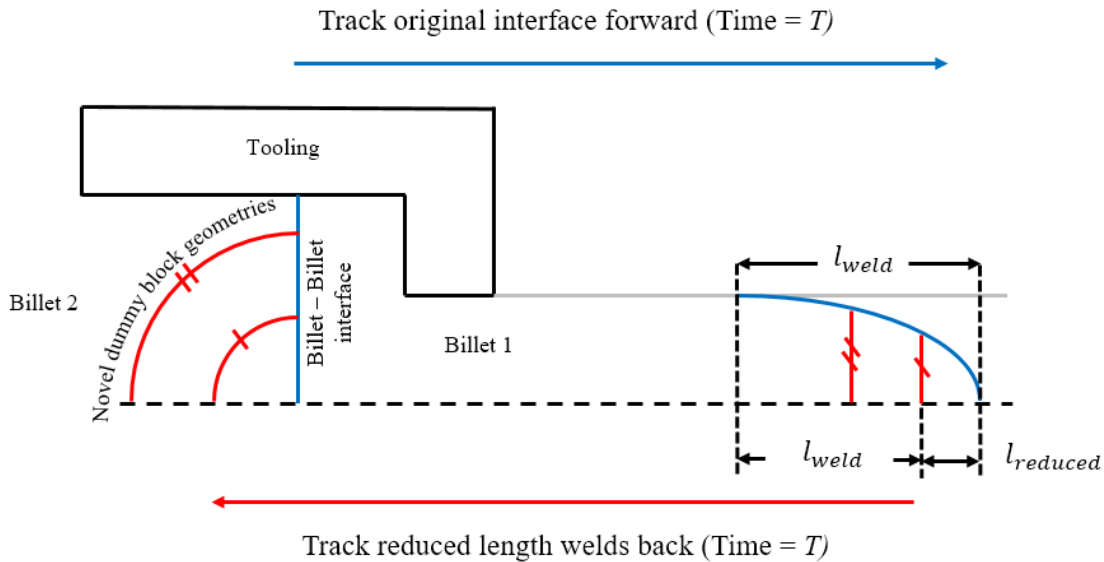 Track original interface forward (Time = T)
Tooling
Novel dummy block geometries
Billet – Billet
interface
Billet 2
Billet 1
l_weld
l_weld
l_reduced
Track reduced length welds back (Time = T)